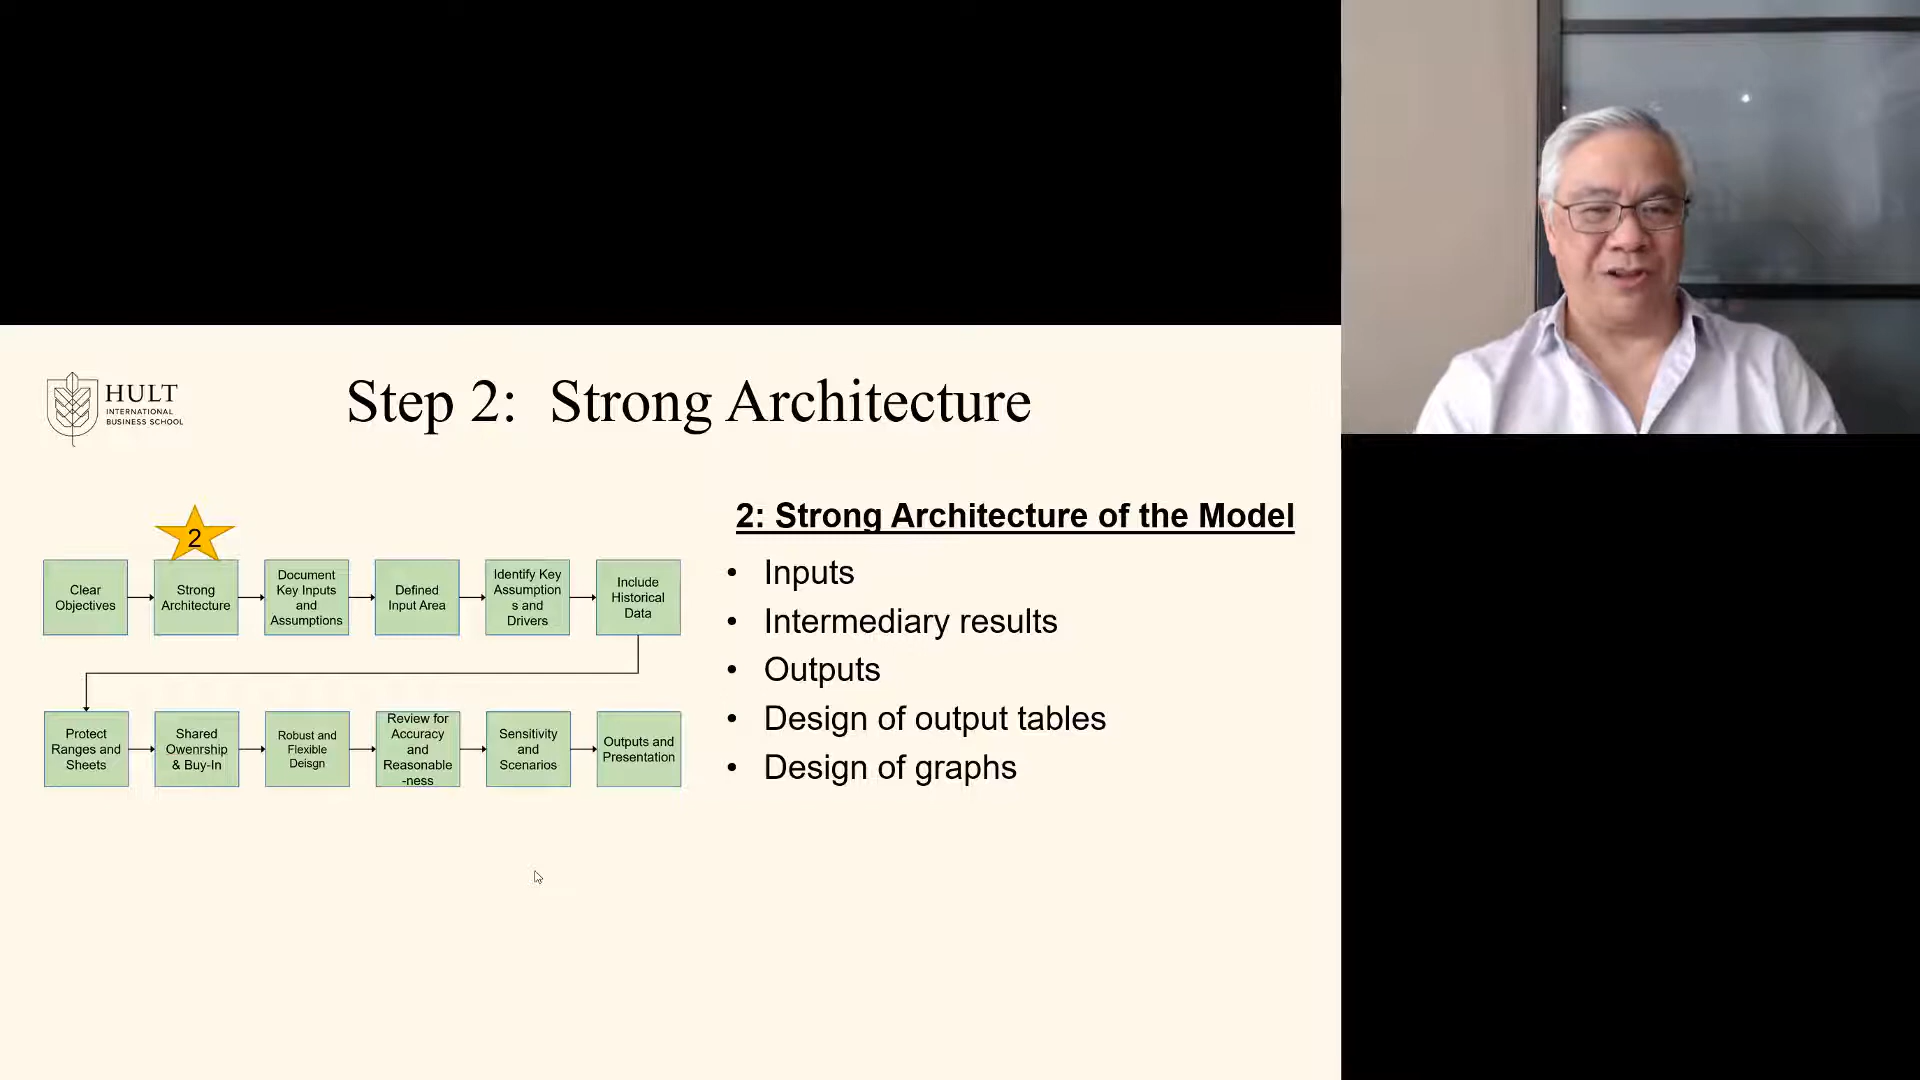 HULT
INTERNATIONAL
BUSINESS SCHOOL
Step 2: Strong Architecture
2
Clear
Objectives
Strong
Architecture
Document
Key Inputs
and
Assumptions
Defined
Input Area
Identify Key
Assumption
s and
Drivers
Include
Historical
Data
Protect
Ranges and
Sheets
Shared
Owenrship
& Buy-In
Robust and
Flexible
Deisgn
Review for
Accuracy
and
Reasonable
-ness
Sensitivity
and
Scenarios
Outputs and
Presentation
2: Strong Architecture of the Model
• Inputs
• Intermediary results
• Outputs
• Design of output tables
• Design of graphs